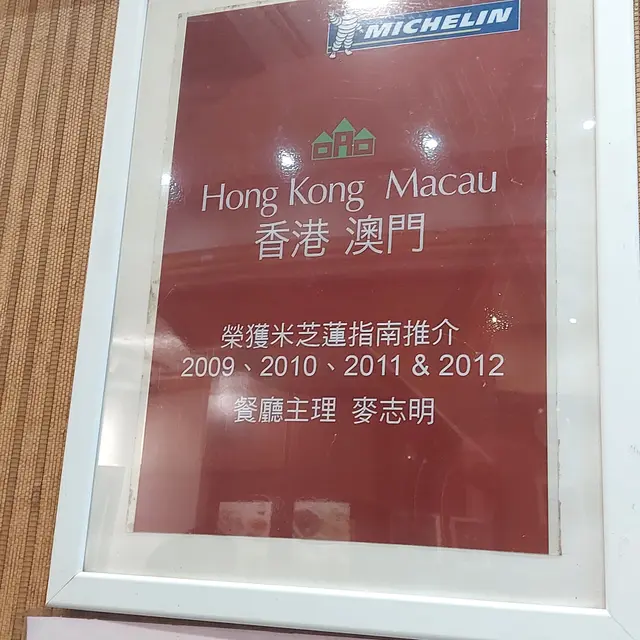 MICHELIN
Hong Kong Macau
香港 澳門
榮獲米芝蓮指南推介
2009、2010、2011 & 2012
餐廳主理 麥志明